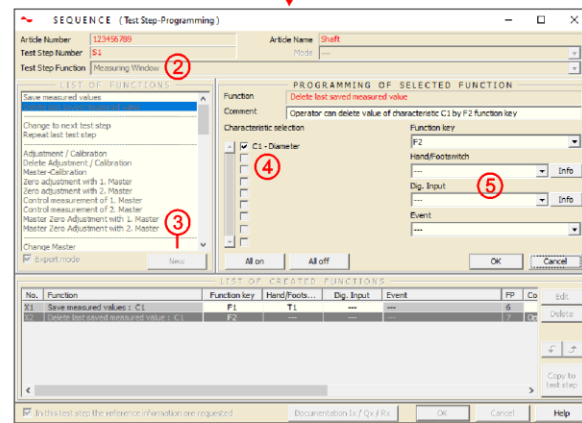 SEQUENCE (Test Step-Programming)
Article Number 123456789 Article Name Shaft
Test Step Number S1 Mode ---
Test Step Function Measuring Window 2
LIST OF FUNCTIONS
Save measured values
Delete last saved measured value
Change to next test step
Repeat last test step
Adjustment / Calibration
Delete Adjustment / Calibration
Master-Calibration
Zero adjustment with 1. Master
Zero adjustment with 2. Master
Control measurement of 1. Master
Control measurement of 2. Master
Master Zero Adjustment with 1. Master
Master Zero Adjustment with 2. Master
Change Master
3
Expert mode New
PROGRAMMING OF SELECTED FUNCTION
Function Delete last saved measured value
Comment Operator can delete value of characteristic C1 by F2 function key
Characteristic selection
C1 - Diameter
4
All on All off
Function key
F2
Hand/Footswitch
--- Info
Dig. Input 5
--- Info
Event
---
OK Cancel
LIST OF CREATED FUNCTIONS
No. Function Function key Hand/Foots... Dig. Input Event FP Co
X1 Save measured values : C1 F1 T1 --- --- 6
X2 Delete last saved measured value : C1 F2 --- --- --- 7 Op
Edit
Delete
Copy to
test step
In this test step the reference information are requested Documentation Ix / Qx / Rx OK Cancel Help